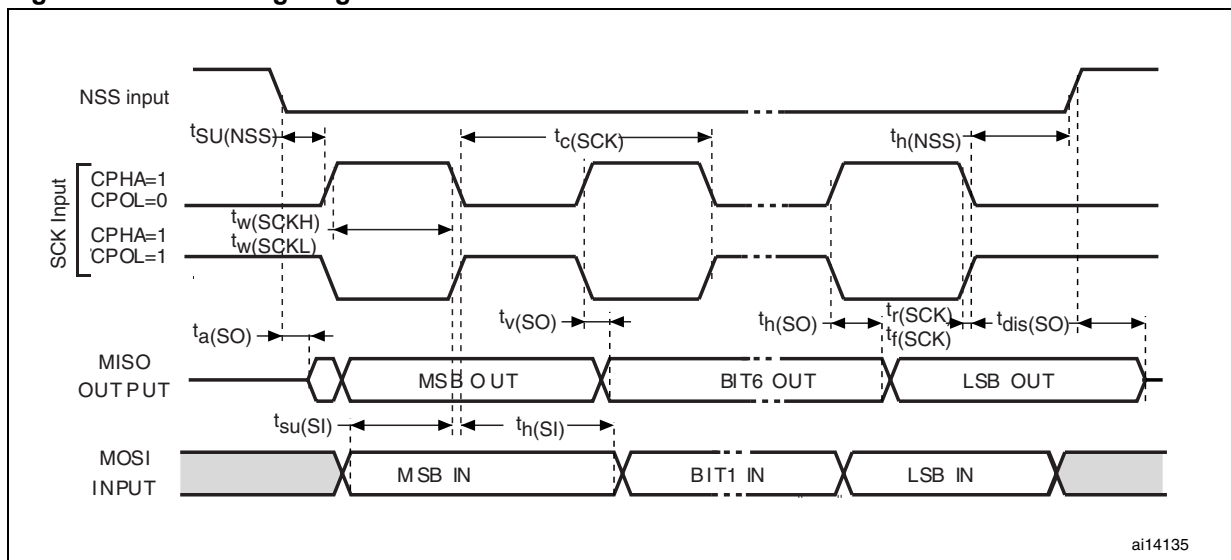 NSS input
tSU(NSS)
tc(SCK)
th(NSS)
SCK Input
CPHA=1
CPOL=0
tw(SCKH)
tw(SCKL)
CPHA=1
CPOL=1
ta(SO)
tv(SO)
th(SO)
tr(SCK)
tf(SCK)
tdis(SO)
MISO
OUTPUT
MSB OUT
BIT6 OUT
LSB OUT
tsu(SI)
th(SI)
MOSI
INPUT
MSB IN
BIT1 IN
LSB IN
ai14135